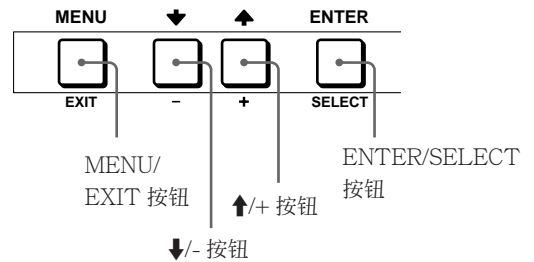 MENU ⬇ ⬆ ENTER
EXIT – + SELECT
MENU/
EXIT 按钮
ENTER/SELECT
按钮
⬆/+ 按钮
⬇/- 按钮